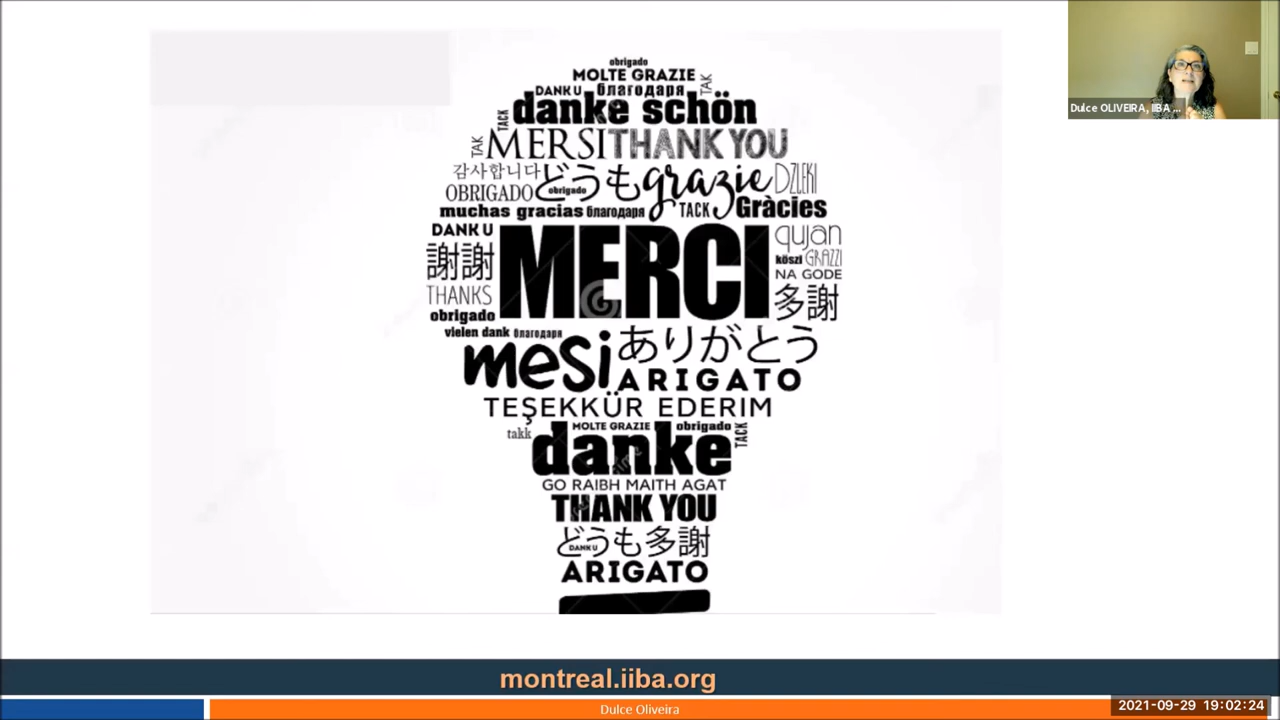 obrigado
MOLTE GRAZIE
TAK
DANK U благодаря
TACK danke schön
TAK MERSI THANK YOU
감사합니다 どうも grazie DZIEKI
OBRIGADO obrigado
muchas gracias благодаря TACK Gràcies
DANK U MERCI qujan
謝謝 köszi GRAZZI
NA GODE
THANKS 多謝
obrigado
vielen dank благодаря
mesi ありがとう
ARIGATO
TEŞEKKÜR EDERIM
takk MOLTE GRAZIE obrigado TACK
danke
GO RAIBH MAITH AGAT
THANK YOU
どうも多謝
DANK U
ARIGATO
Dulce OLIVEIRA, IIBA ...
montreal.iiba.org
Dulce Oliveira
2021-09-29 19:02:24